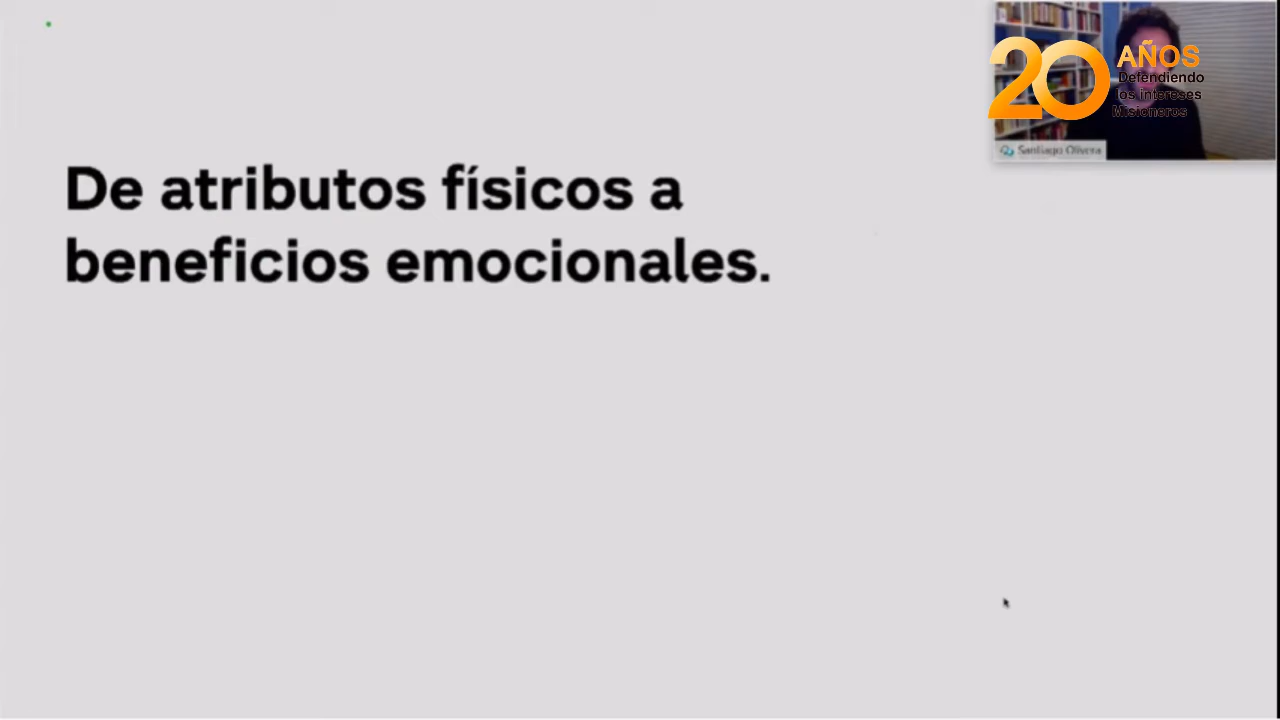 De atributos físicos a
beneficios emocionales.
20 AÑOS
Defendiendo
los intereses
Misioneros
Santiago Olivera